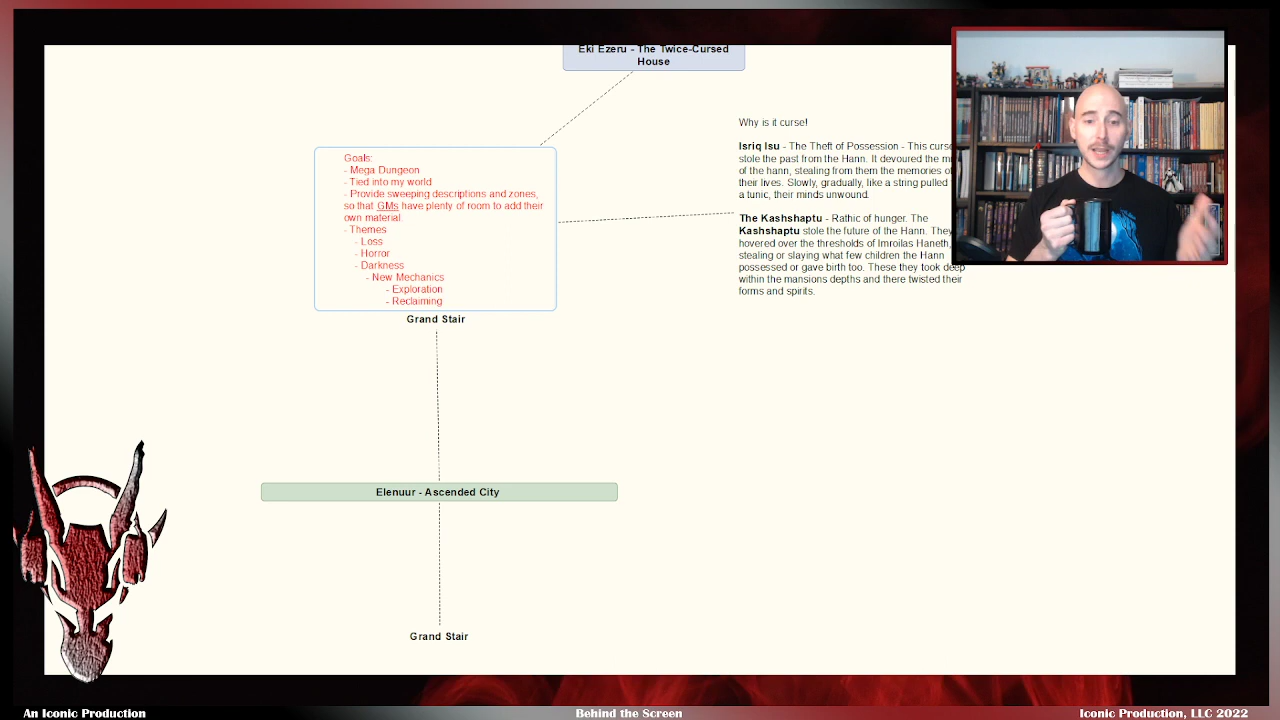 Eki Ezeru - The Twice-Cursed
House
Goals:
- Mega Dungeon
- Tied into my world
- Provide sweeping descriptions and zones,
so that GMs have plenty of room to add their
own material.
- Themes
- Loss
- Horror
- Darkness
- New Mechanics
- Exploration
- Reclaiming
Grand Stair
Why is it curse!
Isriq Isu - The Theft of Possession - This curse
stole the past from the Hann. It devoured the
of the hann, stealing from them the memories
their lives. Slowly, gradually, like a string pulled
a tunic, their minds unwound.
The Kashshaptu - Rathic of hunger. The
Kashshaptu stole the future of the Hann. They
hovered over the thresholds of Imroilas Haneth,
stealing or slaying what few children the Hann
possessed or gave birth too. These they took deep
within the mansions depths and there twisted their
forms and spirits.
Elenuur - Ascended City
Grand Stair
An Iconic Production
Behind the Screen
Iconic Production, LLC 2022